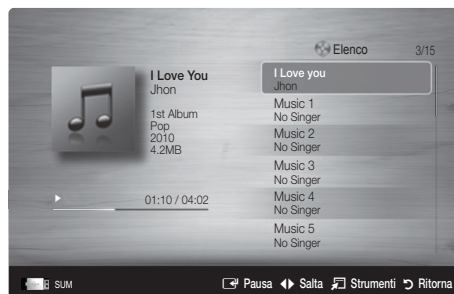 Elenco 3/15
I Love You
Jhon
1st Album
Pop
2010
4.2MB
01:10 / 04:02
I Love you
Jhon
Music 1
No Singer
Music 2
No Singer
Music 3
No Singer
Music 4
No Singer
Music 5
No Singer
SUM Pausa Salta Strumenti Ritorna